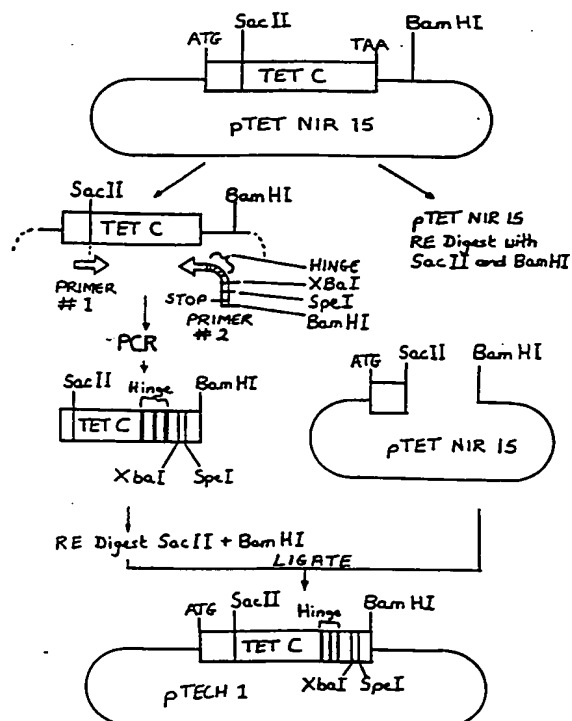 SacII
ATG
TAA
BamHI
TET C
pTET NIR 15
SacII
BamHI
TET C
pTET NIR 15
RE Digest with
SacII and BamHI
HINGE
XBaI
SpeI
STOP
BamHI
PRIMER
# 1
PRIMER
# 2
PCR
SacII
Hinge
BamHI
TET C
XbaI
SpeI
ATG
SacII
BamHI
pTET NIR 15
RE Digest SacII + BamHI
LIGATE
ATG
SacII
Hinge
BamHI
TET C
XbaI
SpeI
pTECH 1